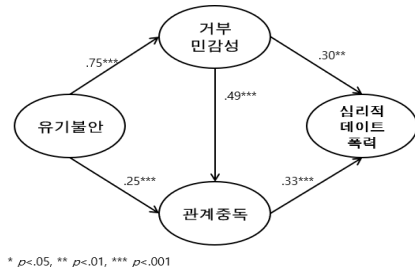 거부
민감성
.75***
.30**
.49***
유기불안
심리적
데이트
폭력
.25***
.33***
관계중독
* p<.05, ** p<.01, *** p<.001